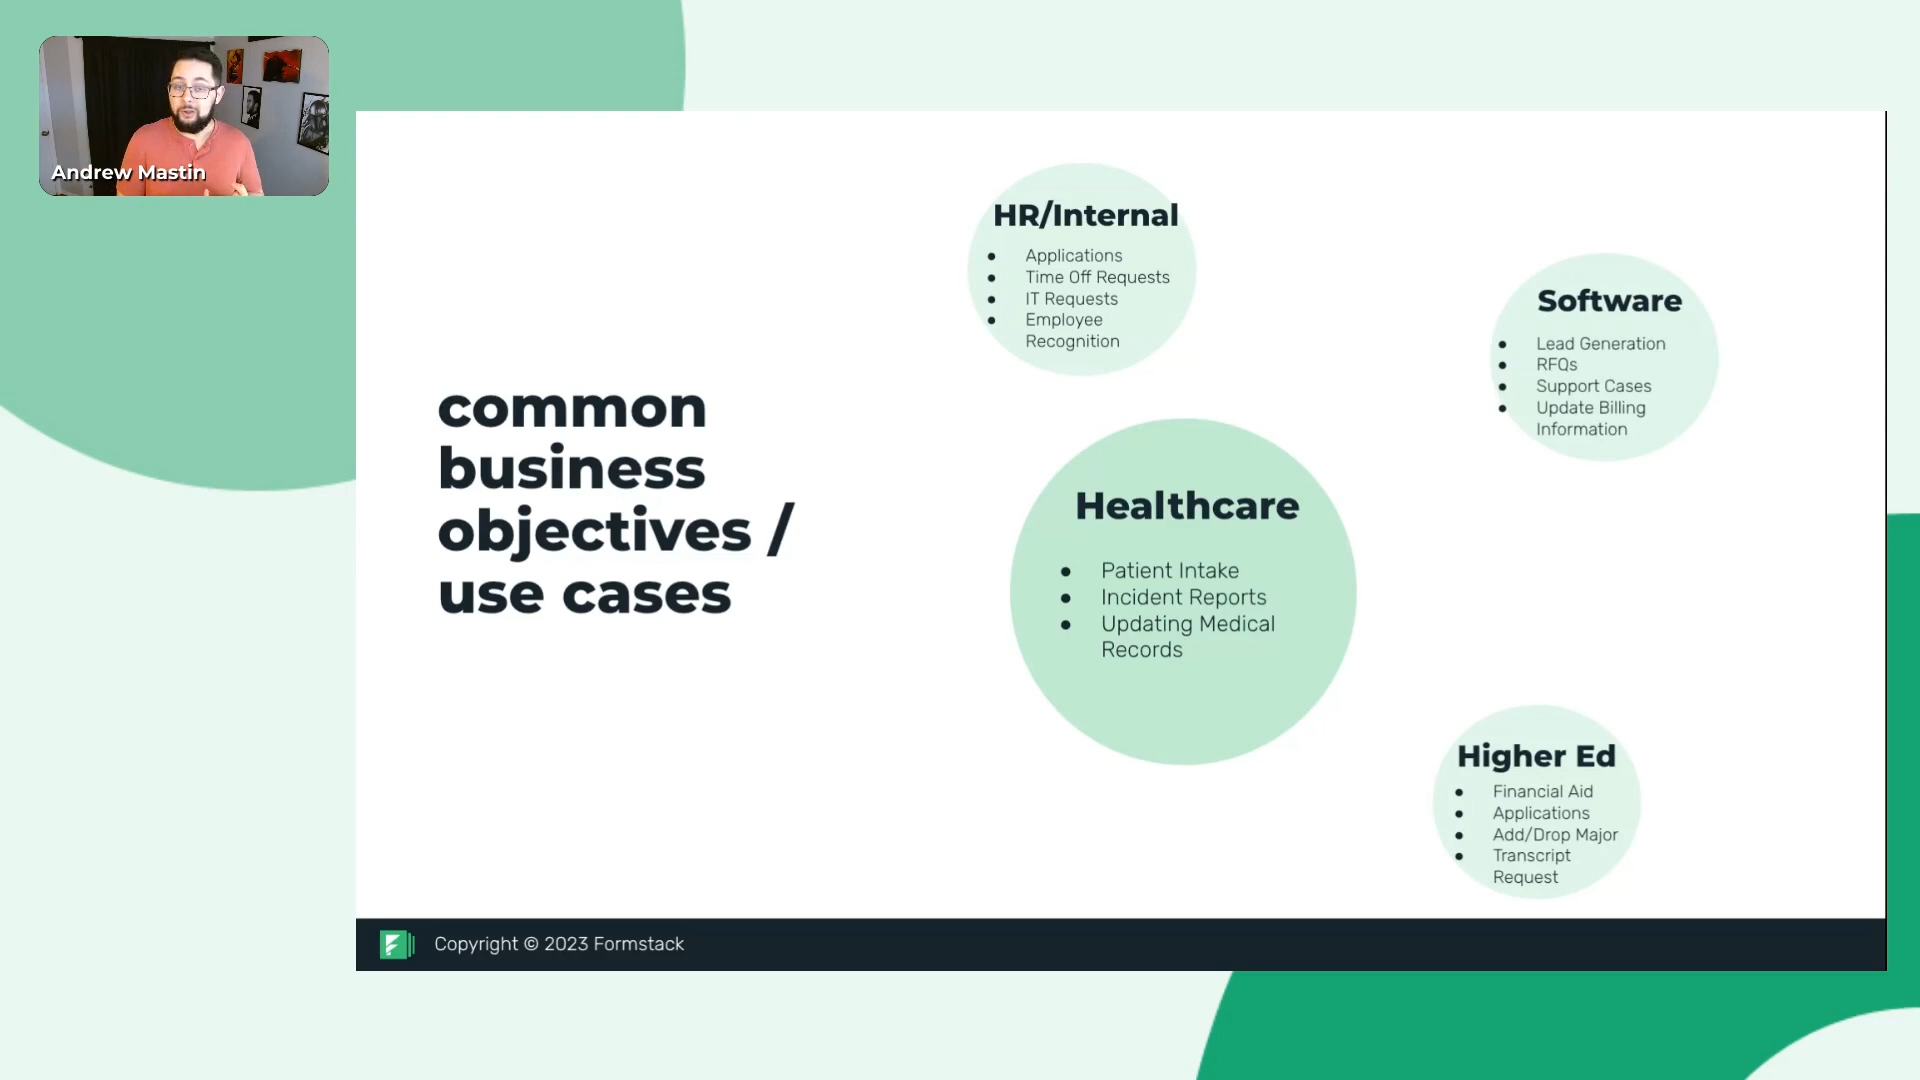 Andrew Mastin
common
business
objectives /
use cases
HR/Internal
● Applications
● Time Off Requests
● IT Requests
● Employee
Recognition
Software
● Lead Generation
● RFQs
● Support Cases
● Update Billing
Information
Healthcare
● Patient Intake
● Incident Reports
● Updating Medical
Records
Higher Ed
● Financial Aid
● Applications
● Add/Drop Major
● Transcript
Request
Copyright © 2023 Formstack